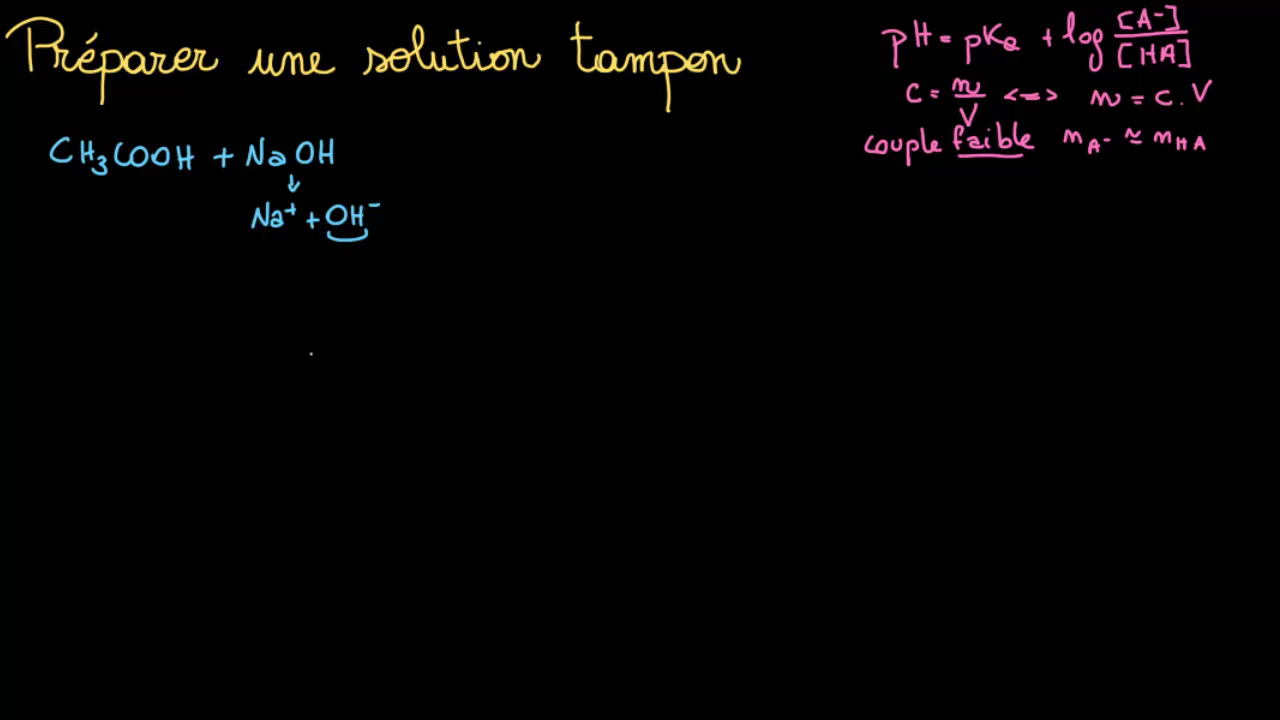 Préparer une solution tampon
pH = pKa + log [A-]/[HA]
C = n/V <=> n = C.V
couple faible nA- ≈ nHA
CH₃COOH + NaOH
↓
Na⁺ + OH⁻